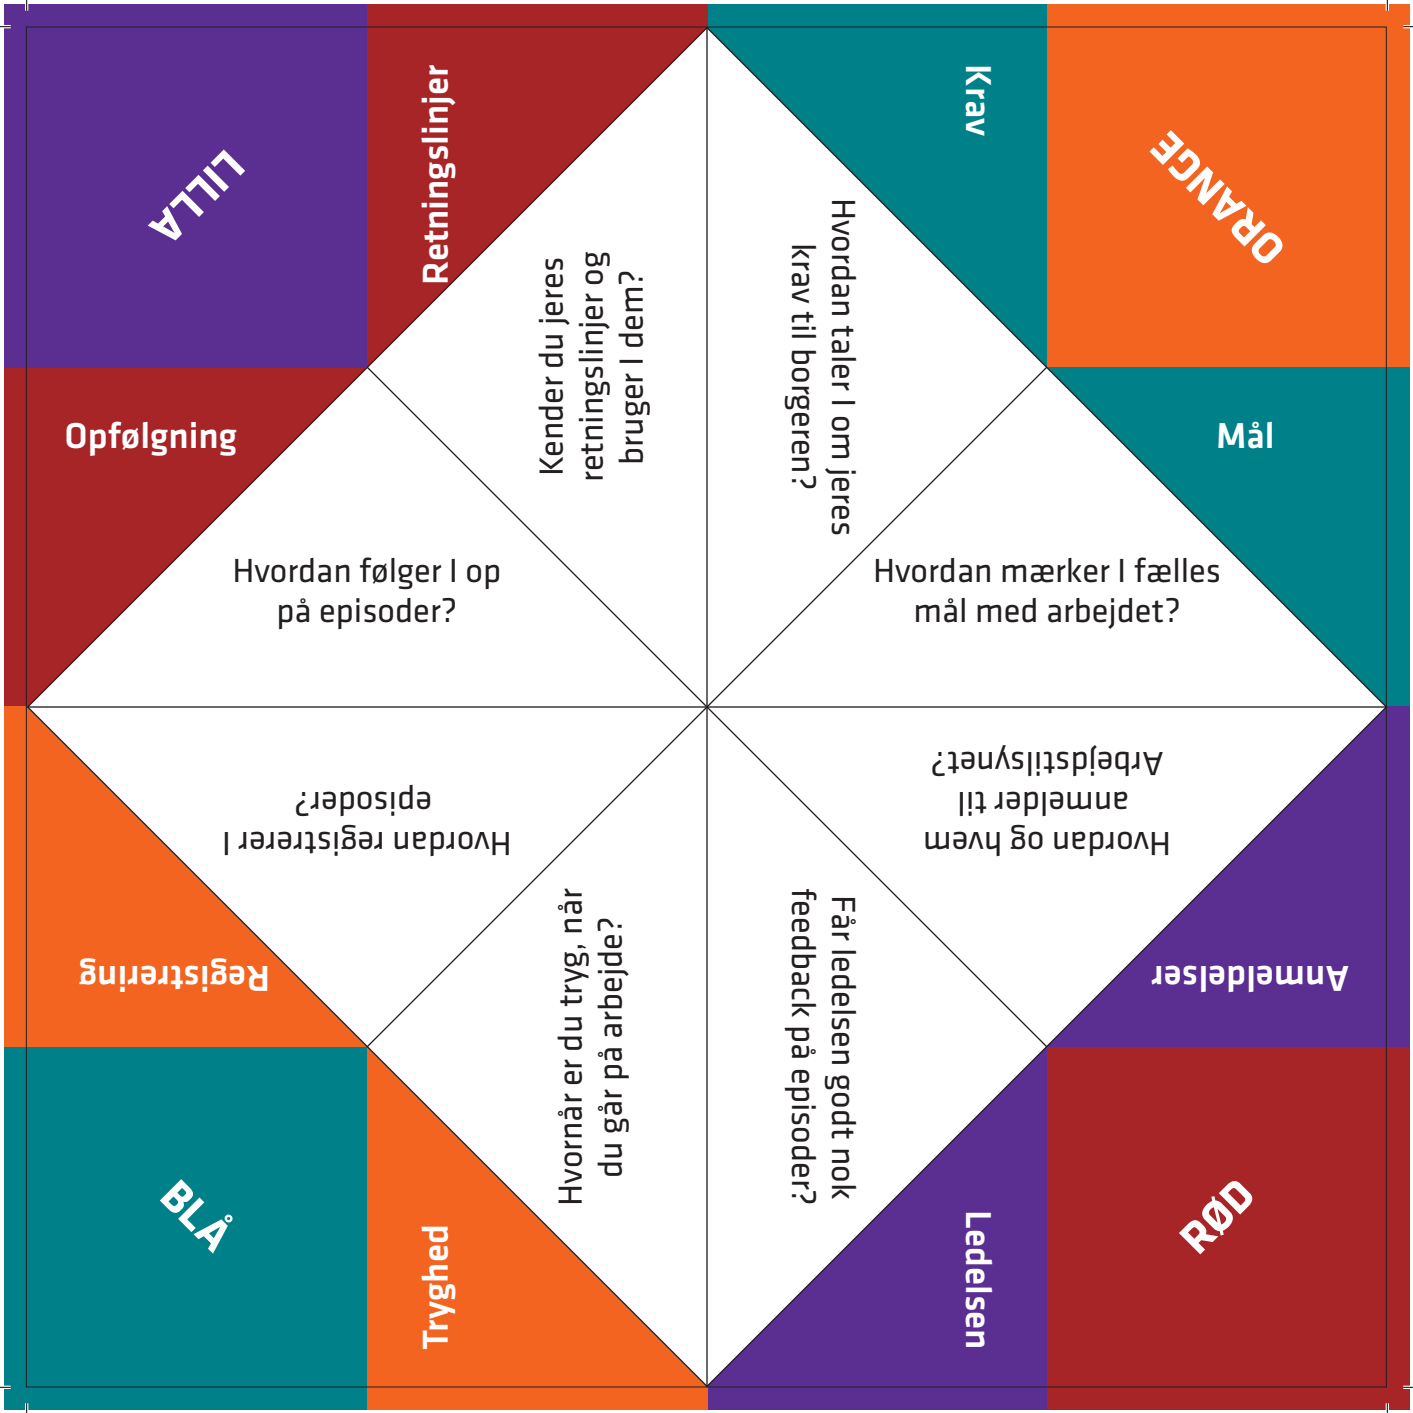 LILLA
Retningslinjer
Krav
ORANGE
Opfølgning
Mål
Kender du jeres
retningslinjer og
bruger I dem?
Hvordan taler I om jeres
krav til borgeren?
Hvordan følger I op
på episoder?
Hvordan mærker I fælles
mål med arbejdet?
Hvordan registrerer I
episoder?
Hvordan og hvem
anmelder til
Arbejdstilsynet?
Hvornår er du tryg, når
du går på arbejde?
Får ledelsen godt nok
feedback på episoder?
Registrering
Anmeldelser
BLÅ
Tryghed
Ledelsen
RØD